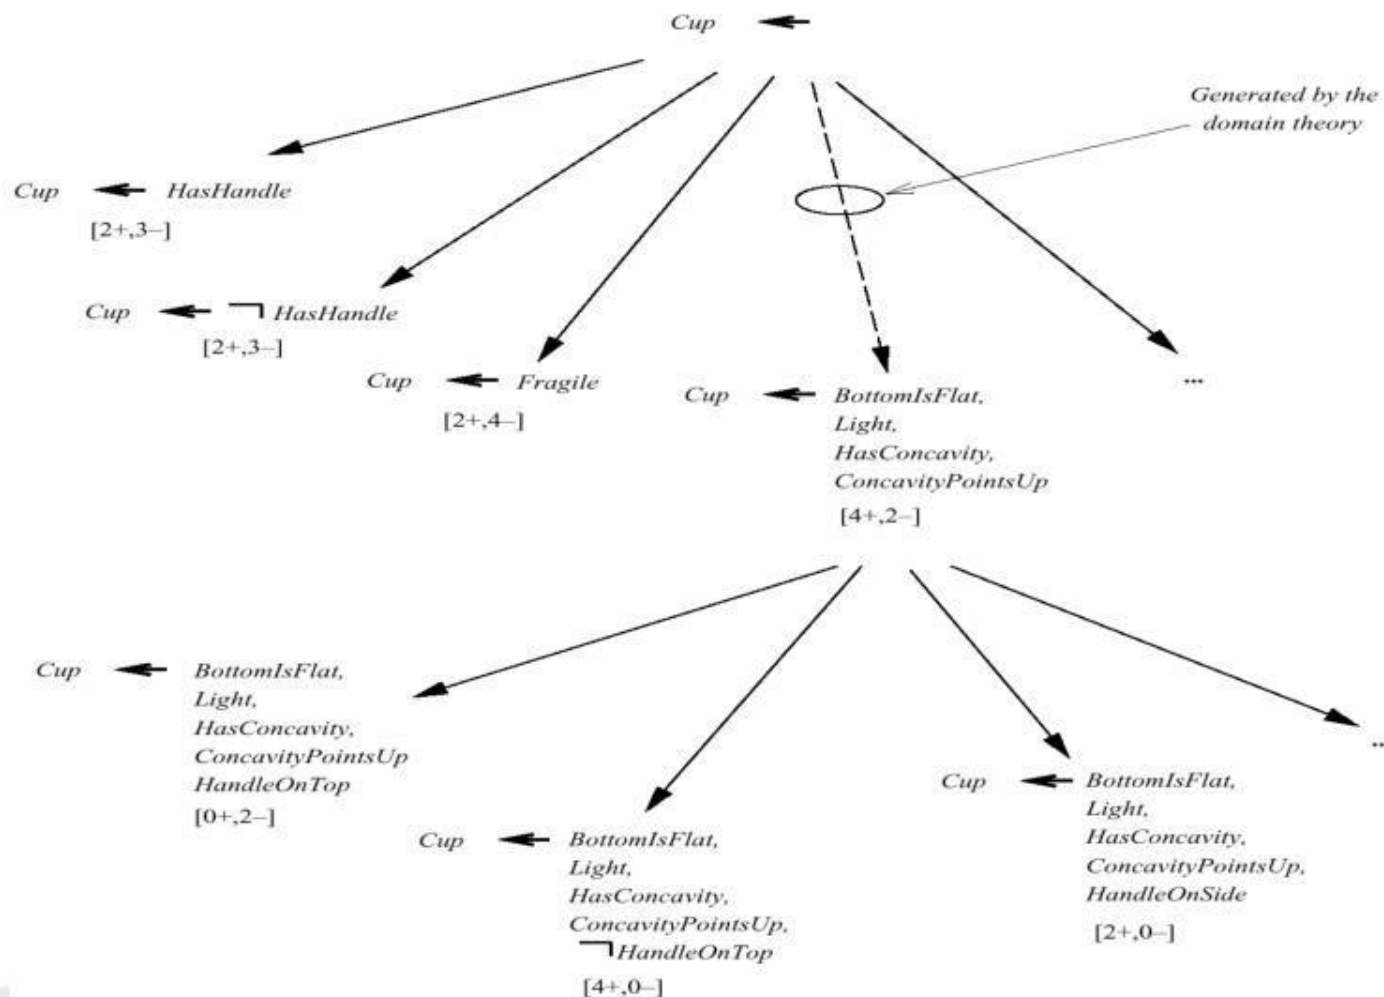 Cup ←
Generated by the
domain theory
Cup ← HasHandle
[2+,3–]
Cup ← ¬ HasHandle
[2+,3–]
Cup ← Fragile
[2+,4–]
Cup ← BottomIsFlat,
Light,
HasConcavity,
ConcavityPointsUp
[4+,2–]
...
Cup ← BottomIsFlat,
Light,
HasConcavity,
ConcavityPointsUp
HandleOnTop
[0+,2–]
Cup ← BottomIsFlat,
Light,
HasConcavity,
ConcavityPointsUp,
¬HandleOnTop
[4+,0–]
Cup ← BottomIsFlat,
Light,
HasConcavity,
ConcavityPointsUp,
HandleOnSide
[2+,0–]
..